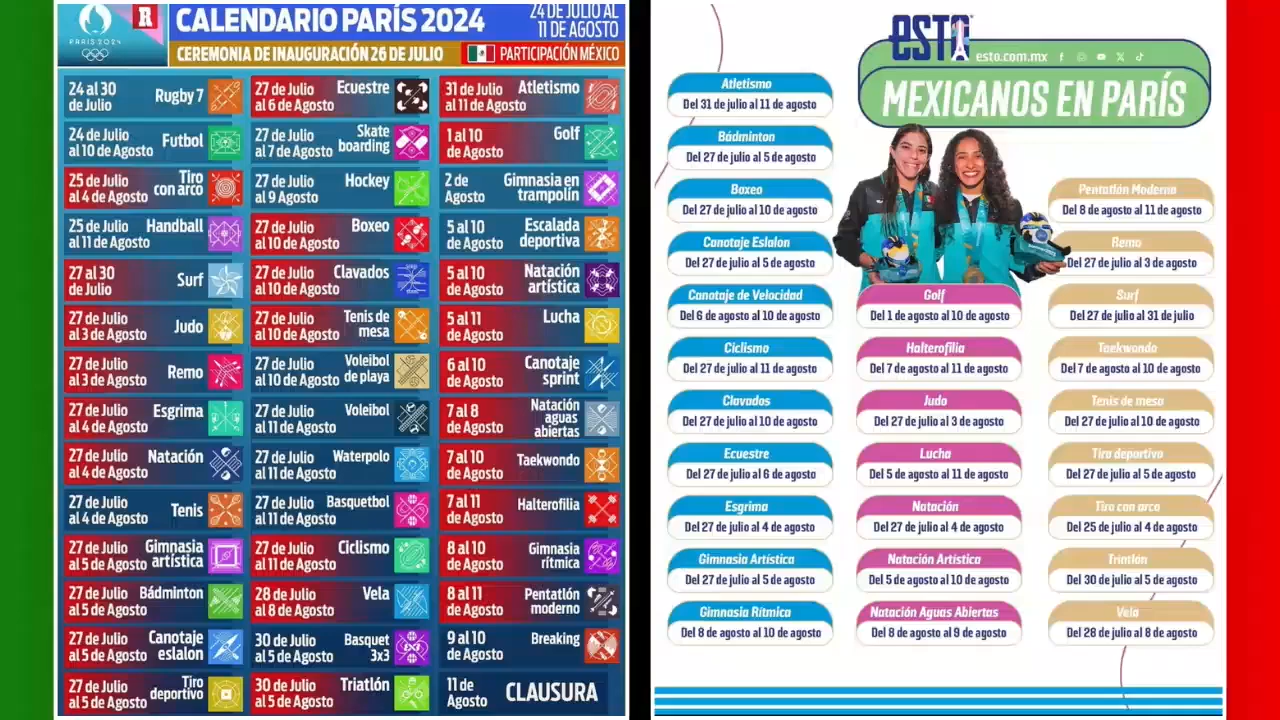 PARIS 2024
R
CALENDARIO PARÍS 2024
24 DE JULIO AL
11 DE AGOSTO
CEREMONIA DE INAUGURACIÓN 26 DE JULIO
PARTICIPACIÓN MÉXICO
24 al 30
de Julio
Rugby 7
24 de Julio
al 10 de Agosto
Futbol
25 de Julio
al 4 de Agosto
Tiro
con arco
25 de Julio
al 11 de Agosto
Handball
27 al 30
de Julio
Surf
27 de Julio
al 3 de Agosto
Judo
27 de Julio
al 3 de Agosto
Remo
27 de Julio
al 4 de Agosto
Esgrima
27 de Julio
al 4 de Agosto
Natación
27 de Julio
al 4 de Agosto
Tenis
27 de Julio
al 5 de Agosto
Gimnasia
artística
27 de Julio
al 5 de Agosto
Bádminton
27 de Julio
al 5 de Agosto
Canotaje
eslalon
27 de Julio
al 5 de Agosto
Tiro
deportivo
27 de Julio
al 6 de Agosto
Ecuestre
27 de Julio
al 7 de Agosto
Skate
boarding
27 de Julio
al 9 Agosto
Hockey
27 de Julio
al 10 de Agosto
Boxeo
27 de Julio
al 10 de Agosto
Clavados
27 de Julio
al 10 de Agosto
Tenis de
mesa
27 de Julio
al 10 de Agosto
Voleibol
de playa
27 de Julio
al 11 de Agosto
Voleibol
27 de Julio
al 11 de Agosto
Waterpolo
27 de Julio
al 11 de Agosto
Basquetbol
27 de Julio
al 11 de Agosto
Ciclismo
28 de Julio
al 8 de Agosto
Vela
30 de Julio
al 5 de Agosto
Basquet
3x3
30 de Julio
al 5 de Agosto
Triatlón
31 de Julio
al 11 de Agosto
Atletismo
1 al 10
de Agosto
Golf
2 de
Agosto
Gimnasia en
trampolín
5 al 10
de Agosto
Escalada
deportiva
5 al 10
de Agosto
Natación
artística
5 al 11
de Agosto
Lucha
6 al 10
de Agosto
Canotaje
sprint
7 al 8
de Agosto
Natación
aguas
abiertas
7 al 10
de Agosto
Taekwondo
7 al 11
de Agosto
Halterofilia
8 al 10
de Agosto
Gimnasia
rítmica
8 al 11
de Agosto
Pentatlón
moderno
9 al 10
de Agosto
Breaking
11 de
Agosto
CLAUSURA
ESTO
esto.com.mx
MEXICANOS EN PARÍS
Atletismo
Del 31 de julio al 11 de agosto
Bádminton
Del 27 de julio al 5 de agosto
Boxeo
Del 27 de julio al 10 de agosto
Canotaje Eslalon
Del 27 de julio al 5 de agosto
Canotaje de Velocidad
Del 6 de agosto al 10 de agosto
Ciclismo
Del 27 de julio al 11 de agosto
Clavados
Del 27 de julio al 10 de agosto
Ecuestre
Del 27 de julio al 6 de agosto
Esgrima
Del 27 de julio al 4 de agosto
Gimnasia Artística
Del 27 de julio al 5 de agosto
Gimnasia Rítmica
Del 8 de agosto al 10 de agosto
Golf
Del 1 de agosto al 10 de agosto
Halterofilia
Del 7 de agosto al 11 de agosto
Judo
Del 27 de julio al 3 de agosto
Lucha
Del 5 de agosto al 11 de agosto
Natación
Del 27 de julio al 4 de agosto
Natación Artística
Del 5 de agosto al 10 de agosto
Natación Aguas Abiertas
Del 8 de agosto al 9 de agosto
Pentatlón Moderno
Del 8 de agosto al 11 de agosto
Remo
Del 27 de julio al 3 de agosto
Surf
Del 27 de julio al 31 de julio
Taekwondo
Del 7 de agosto al 10 de agosto
Tenis de mesa
Del 27 de julio al 10 de agosto
Tira deportivo
Del 27 de julio al 5 de agosto
Tiro con arco
Del 25 de julio al 4 de agosto
Triatlón
Del 30 de julio al 5 de agosto
Vela
Del 28 de julio al 8 de agosto